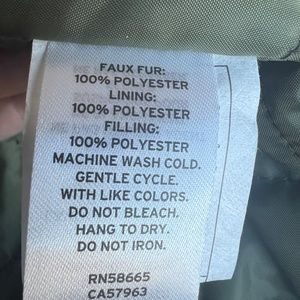 FAUX FUR:
100% POLYESTER
LINING:
100% POLYESTER
FILLING:
100% POLYESTER
MACHINE WASH COLD.
GENTLE CYCLE.
WITH LIKE COLORS.
DO NOT BLEACH.
HANG TO DRY.
DO NOT IRON.
RN58665
CA57963